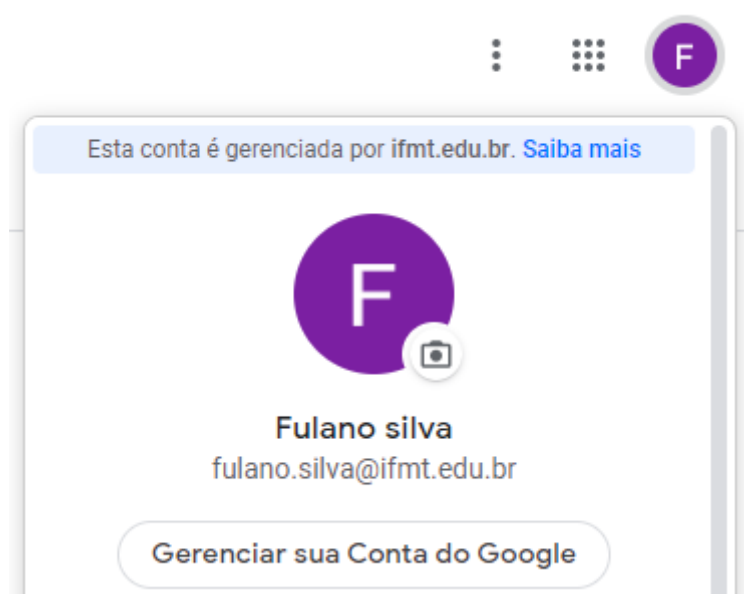 F
Esta conta é gerenciada por ifmt.edu.br. Saiba mais
F
Fulano silva
fulano.silva@ifmt.edu.br
Gerenciar sua Conta do Google